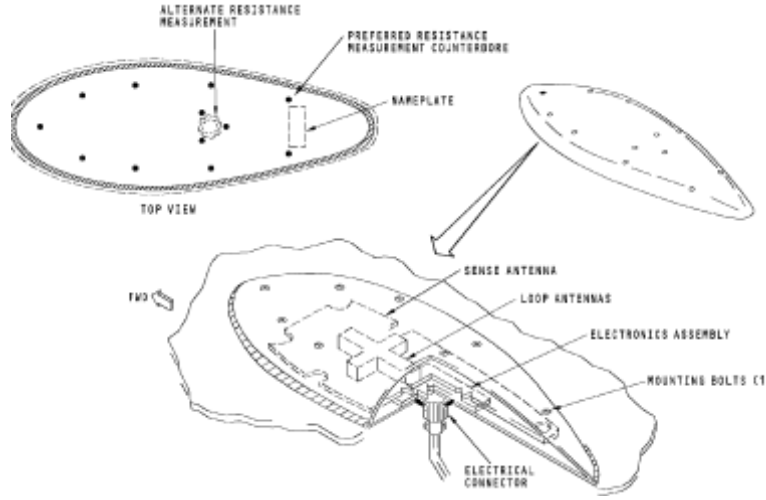 ALTERNATE RESISTANCE
MEASUREMENT
PREFERRED RESISTANCE
MEASUREMENT COUNTERBORE
NAMEPLATE
TOP VIEW
SENSE ANTENNA
FWD
LOOP ANTENNAS
ELECTRONICS ASSEMBLY
MOUNTING BOLTS (1
ELECTRICAL
CONNECTOR